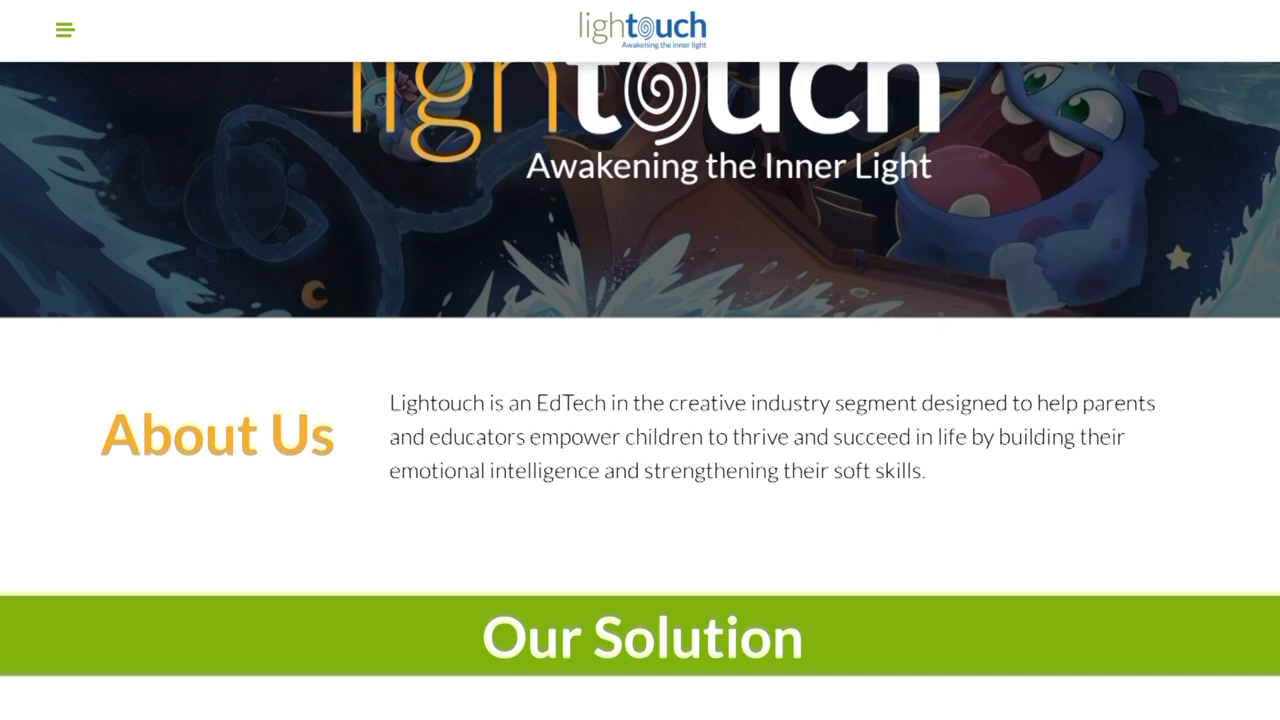 lightouch
Awakening the inner light
lightouch
Awakening the Inner Light
About Us
Lightouch is an EdTech in the creative industry segment designed to help parents
and educators empower children to thrive and succeed in life by building their
emotional intelligence and strengthening their soft skills.
Our Solution